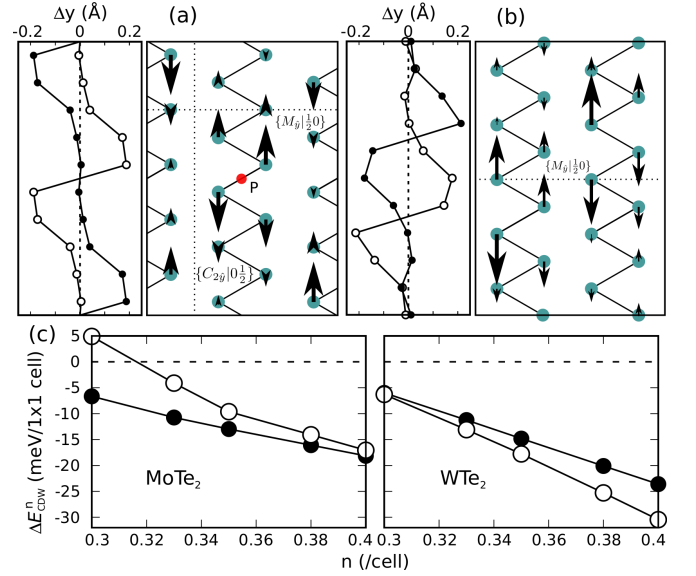 Δy (Å)
(a)
Δy (Å)
(b)
-0.2 0 0.2
-0.2 0 0.2
{M_ŷ|½0}
P
{M_ŷ|½0}
{C_2ŷ|0½}
(c)
ΔE^n_CDW (meV/1x1 cell)
5
0
-5
-10
-15
-20
-25
-30
MoTe₂
WTe₂
0.3 0.32 0.34 0.36 0.38 0.3 0.32 0.34 0.36 0.38 0.4
n (/cell)